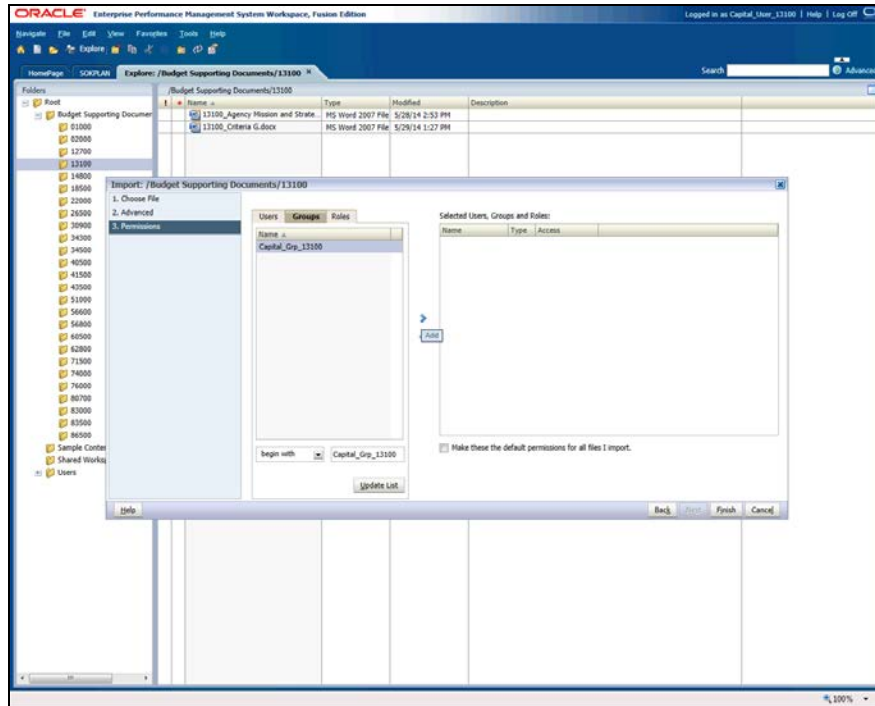 ORACLE Enterprise Performance Management System Workspace, Fusion Edition
Logged in as Capital_User_13100 | Help | Log Off
Navigate File Edit View Favorites Tools Help
Explore
HomePage SOKPLAN Explore: /Budget Supporting Documents/13100
Search Advanced
Folders
/Budget Supporting Documents/13100
Root
! Name Type Modified Description
Budget Supporting Documer
13100_Agency Mission and Strate... MS Word 2007 File 5/28/14 2:53 PM
01000
13100_Criteria G.docx MS Word 2007 File 5/29/14 1:27 PM
02000
12700
13100
14800
18500
22000
26500
30900
34300
34500
40500
41500
43500
51000
56600
56800
60500
62800
71500
74000
76000
80700
83000
83500
86500
Sample Conter
Shared Works
Users
Import: /Budget Supporting Documents/13100
1. Choose File
2. Advanced
3. Permissions
Users Groups Roles
Name
Capital_Grp_13100
Selected Users, Groups and Roles:
Name Type Access
Add
begin with Capital_Grp_13100
Update List
Make these the default permissions for all files I import.
Help
Back Next Finish Cancel
100%